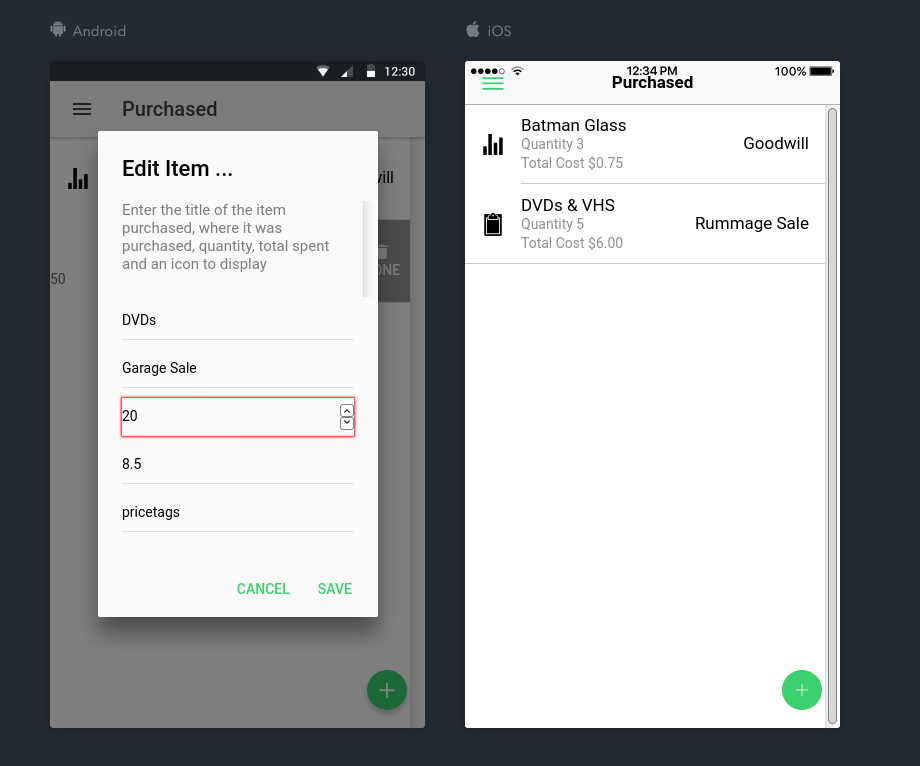 Android
12:30
Purchased
vill
50
ONE
Edit Item ...
Enter the title of the item
purchased, where it was
purchased, quantity, total spent
and an icon to display
DVDs
Garage Sale
20
8.5
pricetags
CANCEL SAVE
iOS
12:34 PM 100%
Purchased
Batman Glass
Quantity 3
Total Cost $0.75
Goodwill
DVDs & VHS
Quantity 5
Total Cost $6.00
Rummage Sale